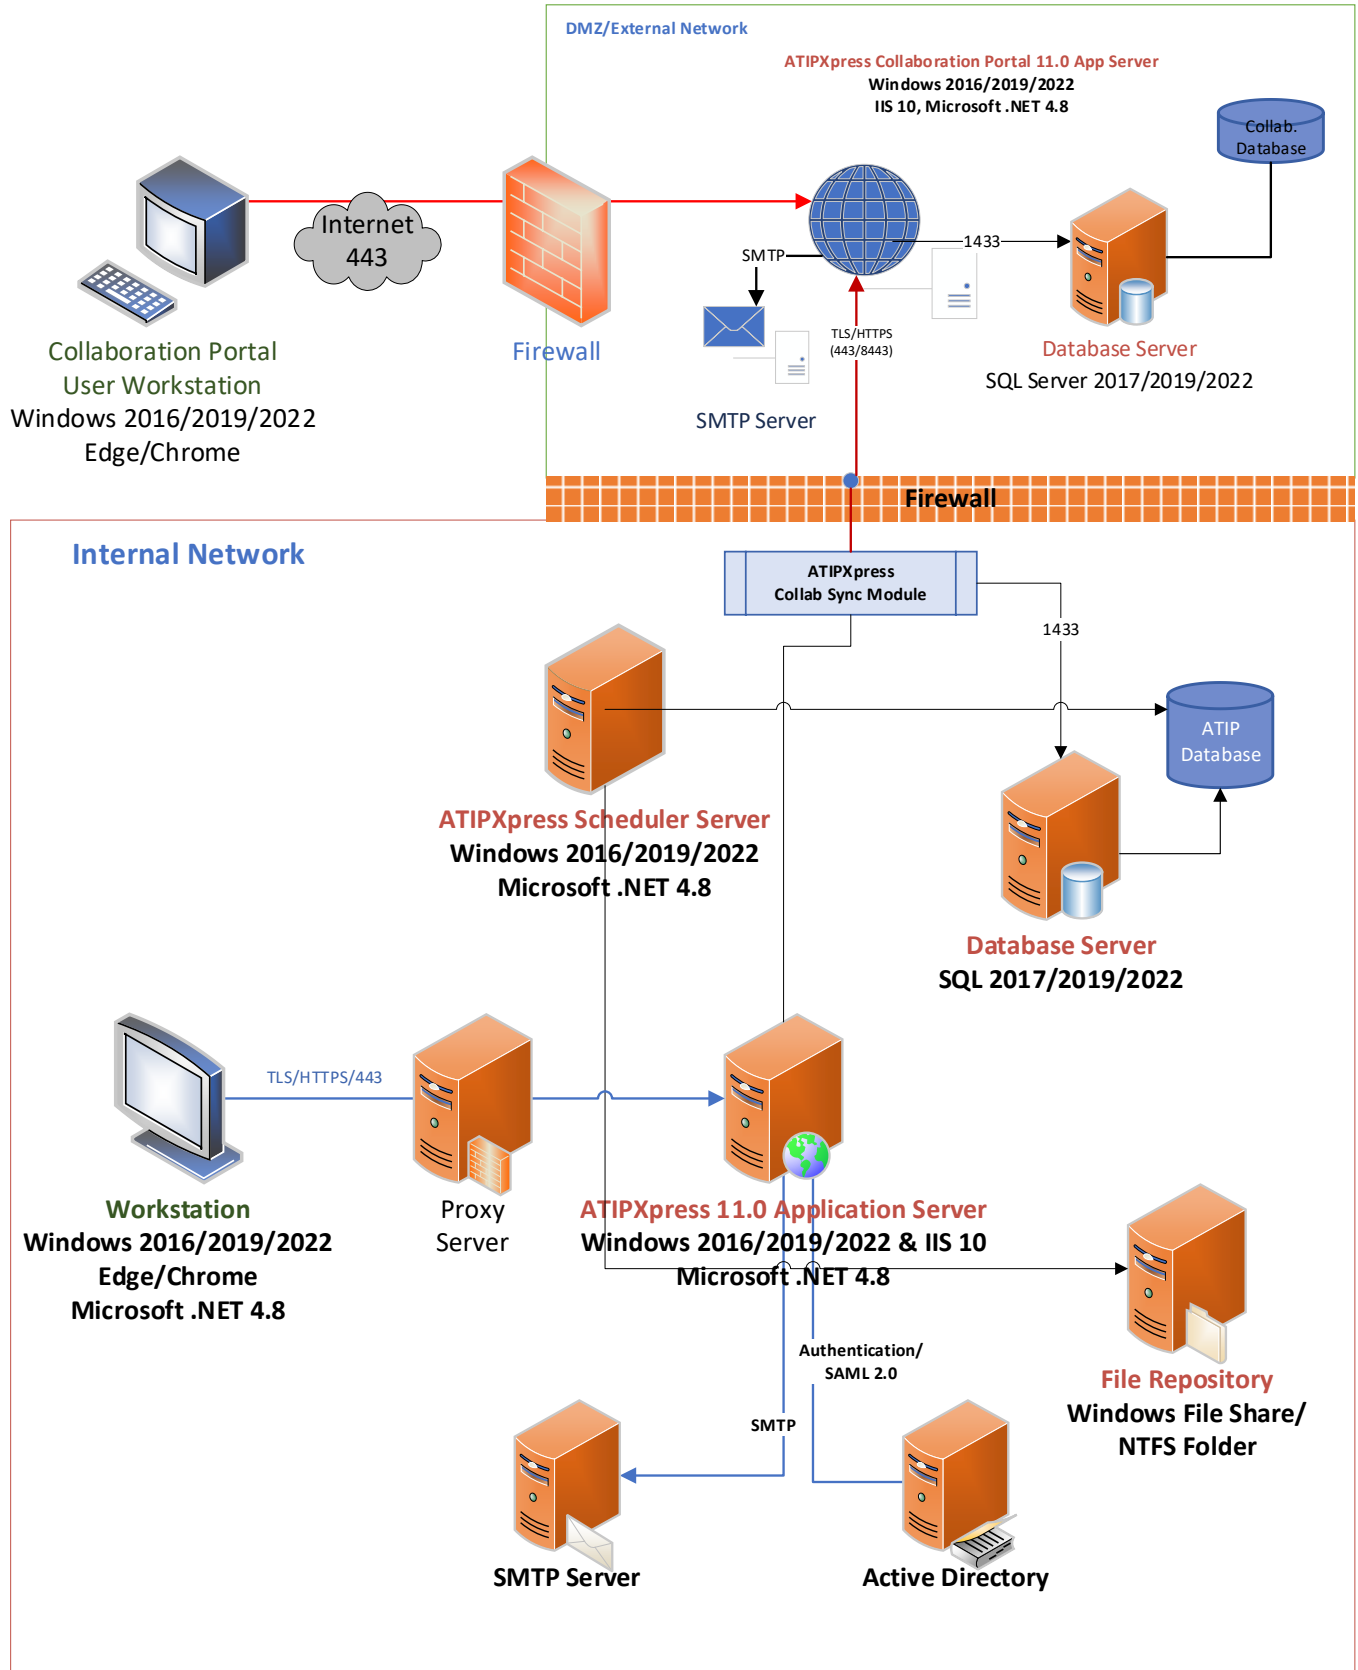 DMZ/External Network
ATIPXpress Collaboration Portal 11.0 App Server
Windows 2016/2019/2022
IIS 10, Microsoft .NET 4.8
Collab.
Database
Internet
443
SMTP
1433
TLS/HTTPS
(443/8443)
Collaboration Portal
User Workstation
Windows 2016/2019/2022
Edge/Chrome
Firewall
Database Server
SQL Server 2017/2019/2022
SMTP Server
Firewall
Internal Network
ATIPXpress
Collab Sync Module
1433
ATIP
Database
ATIPXpress Scheduler Server
Windows 2016/2019/2022
Microsoft .NET 4.8
Database Server
SQL 2017/2019/2022
TLS/HTTPS/443
Workstation
Windows 2016/2019/2022
Edge/Chrome
Microsoft .NET 4.8
Proxy
Server
ATIPXpress 11.0 Application Server
Windows 2016/2019/2022 & IIS 10
Microsoft .NET 4.8
Authentication/
SAML 2.0
SMTP
File Repository
Windows File Share/
NTFS Folder
SMTP Server
Active Directory